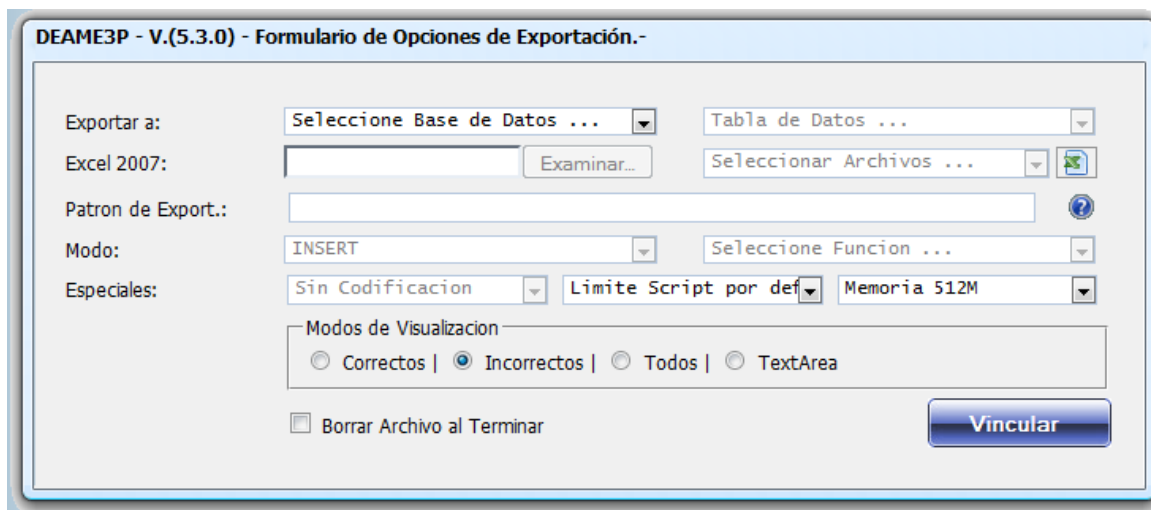 DEAME3P - V.(5.3.0) - Formulario de Opciones de Exportación.-
Exportar a: Seleccione Base de Datos ... Tabla de Datos ...
Excel 2007: Examinar... Seleccionar Archivos ...
Patron de Export.: ?
Modo: INSERT Seleccione Funcion ...
Especiales: Sin Codificacion Limite Script por def Memoria 512M
Modos de Visualizacion
Correctos | Incorrectos | Todos | TextArea
Borrar Archivo al Terminar Vincular